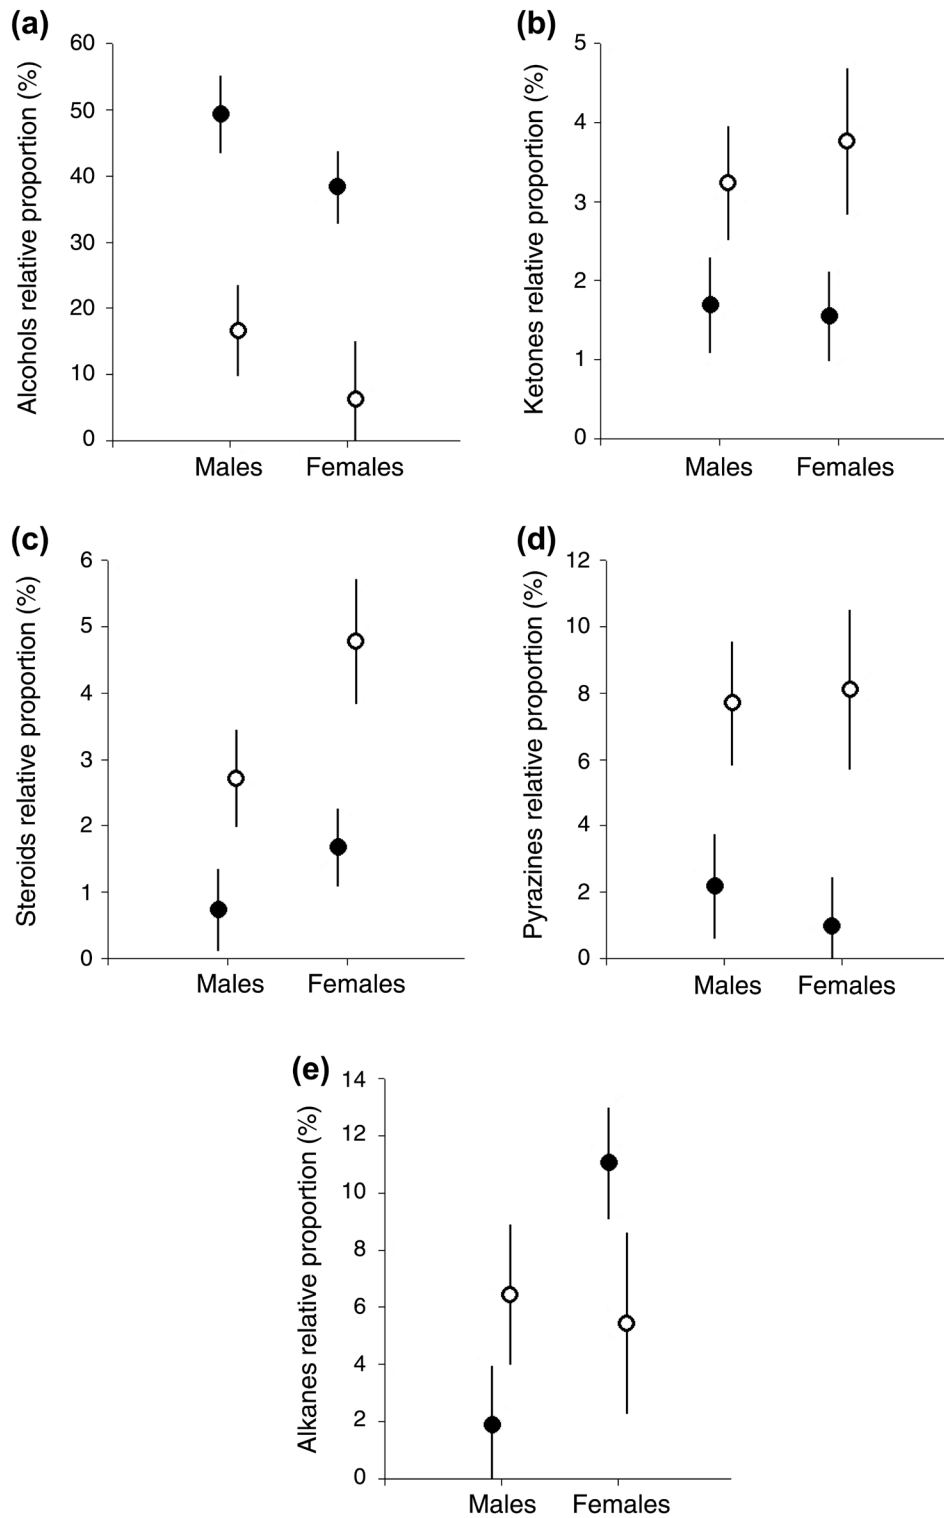 (a)
Alcohols relative proportion (%)
60
50
40
30
20
10
0
Males Females
(b)
Ketones relative proportion (%)
5
4
3
2
1
0
Males Females
(c)
Steroids relative proportion (%)
6
5
4
3
2
1
0
Males Females
(d)
Pyrazines relative proportion (%)
12
10
8
6
4
2
0
Males Females
(e)
Alkanes relative proportion (%)
14
12
10
8
6
4
2
0
Males Females